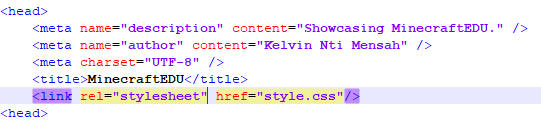 <head>
<meta name="description" content="Showcasing MinecraftEDU." />
<meta name="author" content="Kelvin Nti Mensah" />
<meta charset="UTF-8" />
<title>MinecraftEDU</title>
<link rel="stylesheet" href="style.css"/>
<head>